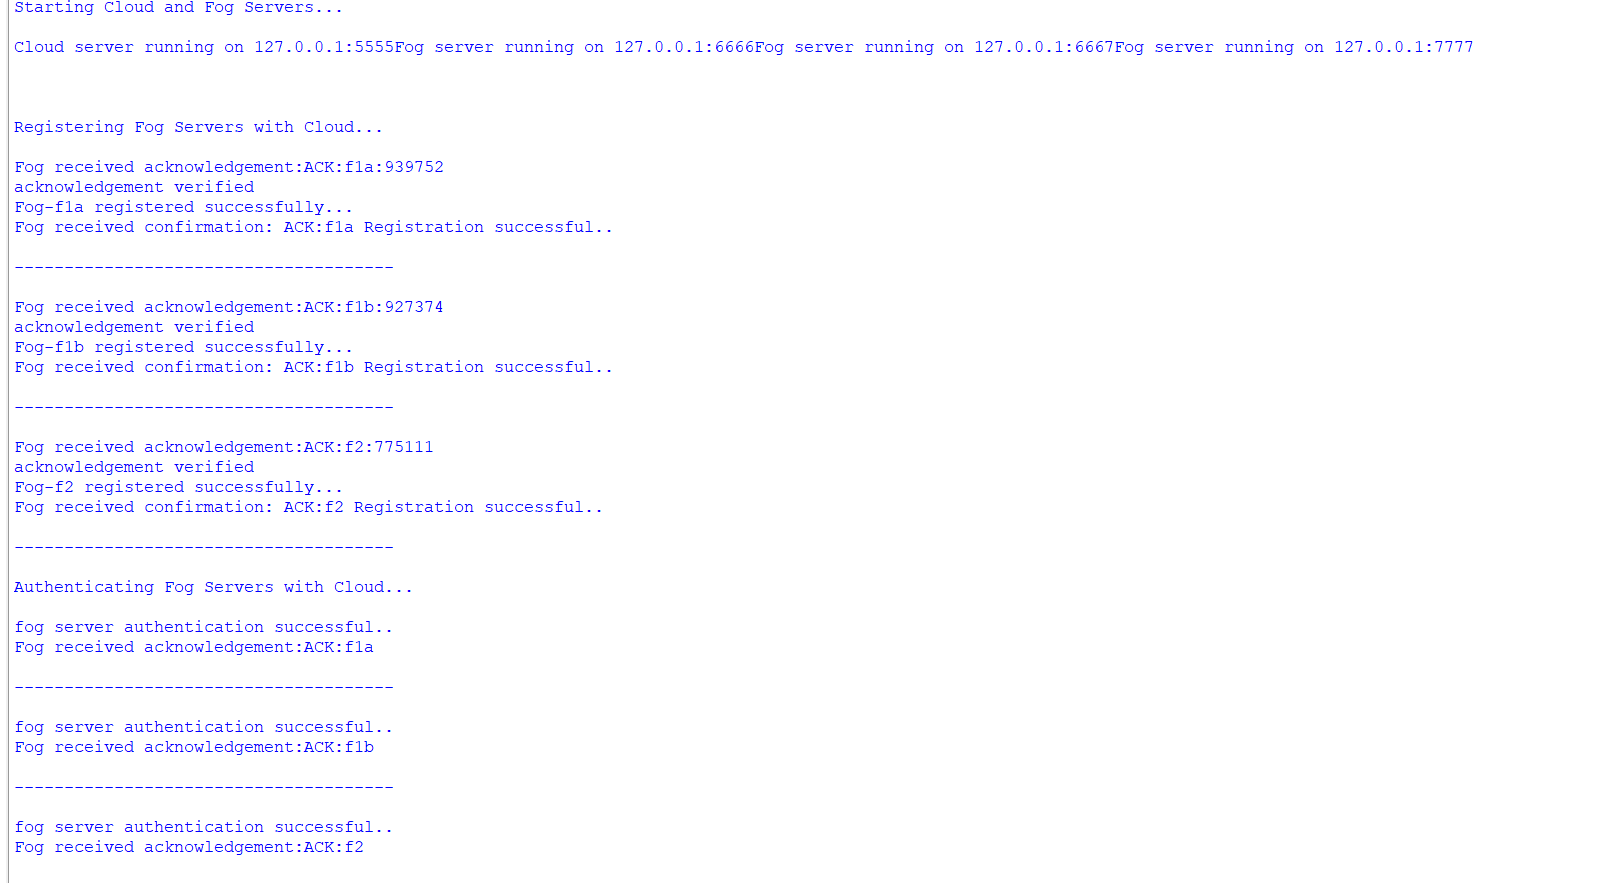 Starting Cloud and Fog Servers...
Cloud server running on 127.0.0.1:5555Fog server running on 127.0.0.1:6666Fog server running on 127.0.0.1:6667Fog server running on 127.0.0.1:7777
Registering Fog Servers with Cloud...
Fog received acknowledgement:ACK:f1a:939752
acknowledgement verified
Fog-f1a registered successfully...
Fog received confirmation: ACK:f1a Registration successful..
--------------------------------------
Fog received acknowledgement:ACK:f1b:927374
acknowledgement verified
Fog-f1b registered successfully...
Fog received confirmation: ACK:f1b Registration successful..
--------------------------------------
Fog received acknowledgement:ACK:f2:775111
acknowledgement verified
Fog-f2 registered successfully...
Fog received confirmation: ACK:f2 Registration successful..
--------------------------------------
Authenticating Fog Servers with Cloud...
fog server authentication successful..
Fog received acknowledgement:ACK:f1a
--------------------------------------
fog server authentication successful..
Fog received acknowledgement:ACK:f1b
--------------------------------------
fog server authentication successful..
Fog received acknowledgement:ACK:f2